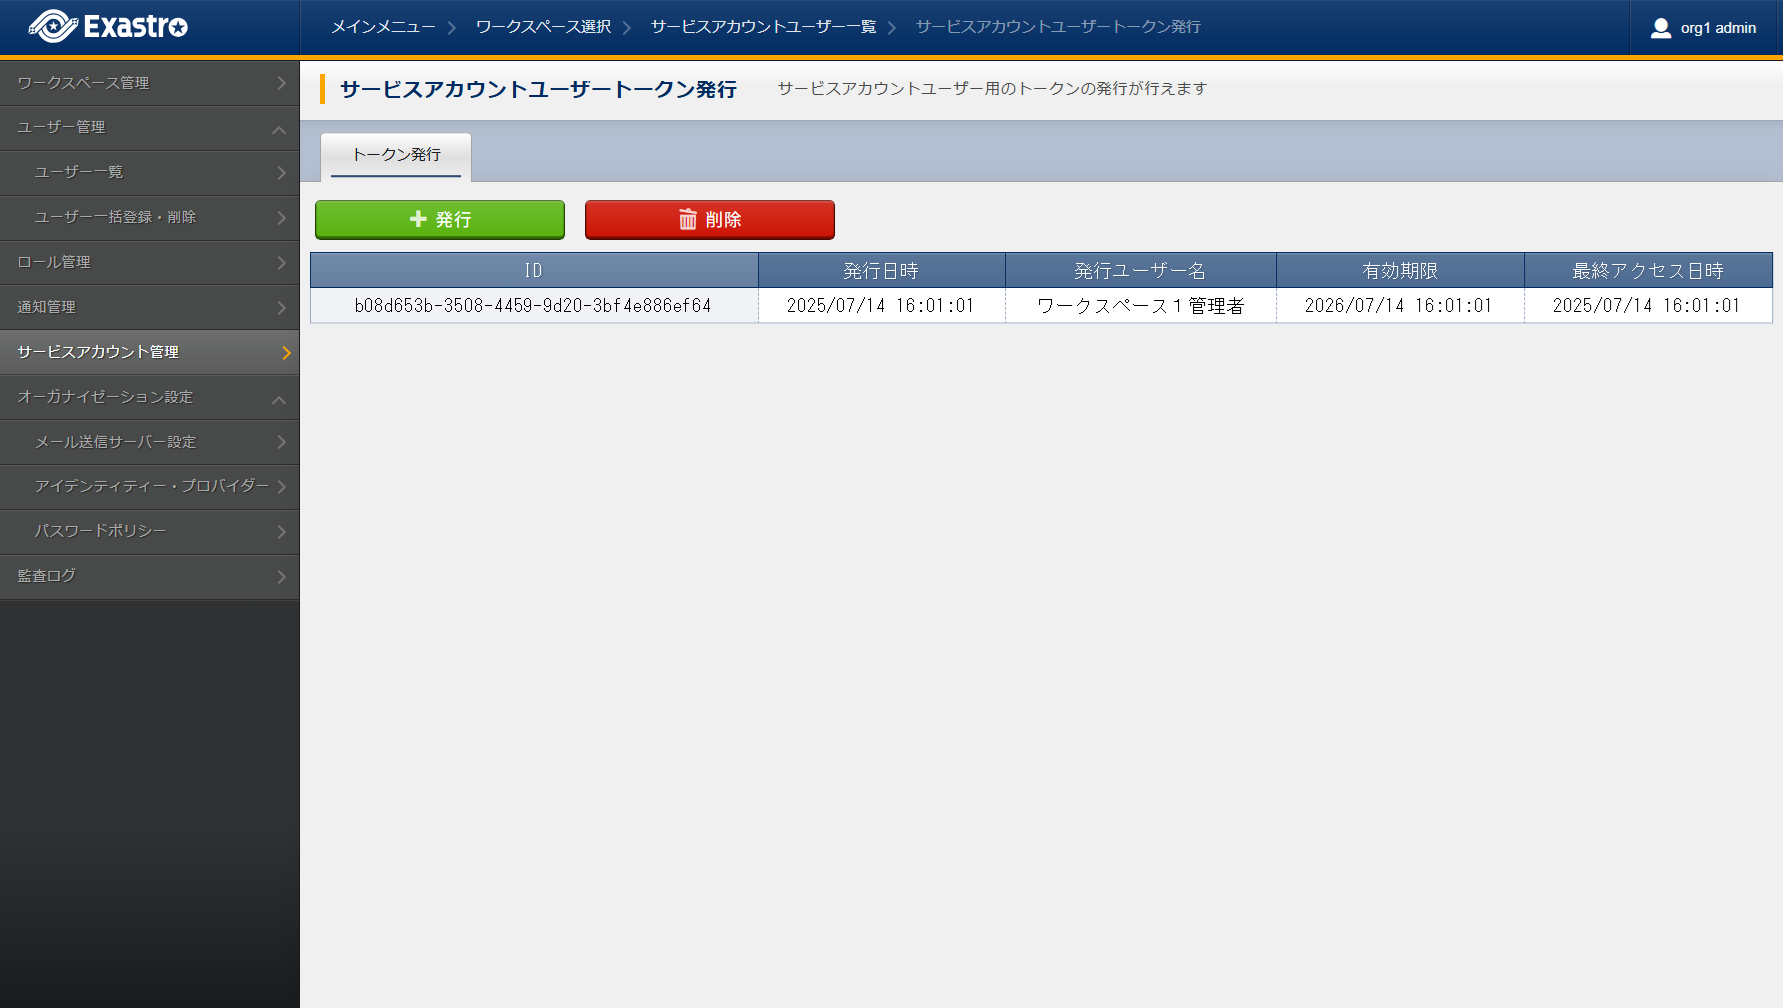 Exastro
メインメニュー
ワークスペース選択
サービスアカウントユーザー一覧
サービスアカウントユーザートークン発行
org1 admin
ワークスペース管理
ユーザー管理
ユーザー一覧
ユーザー一括登録・削除
ロール管理
通知管理
サービスアカウント管理
オーガナイゼーション設定
メール送信サーバー設定
アイデンティティー・プロバイダー
パスワードポリシー
監査ログ
サービスアカウントユーザートークン発行 サービスアカウントユーザー用のトークンの発行が行えます
トークン発行
発行 削除
ID 発行日時 発行ユーザー名 有効期限 最終アクセス日時
b08d653b-3508-4459-9d20-3bf4e886ef64 2025/07/14 16:01:01 ワークスペース１管理者 2026/07/14 16:01:01 2025/07/14 16:01:01